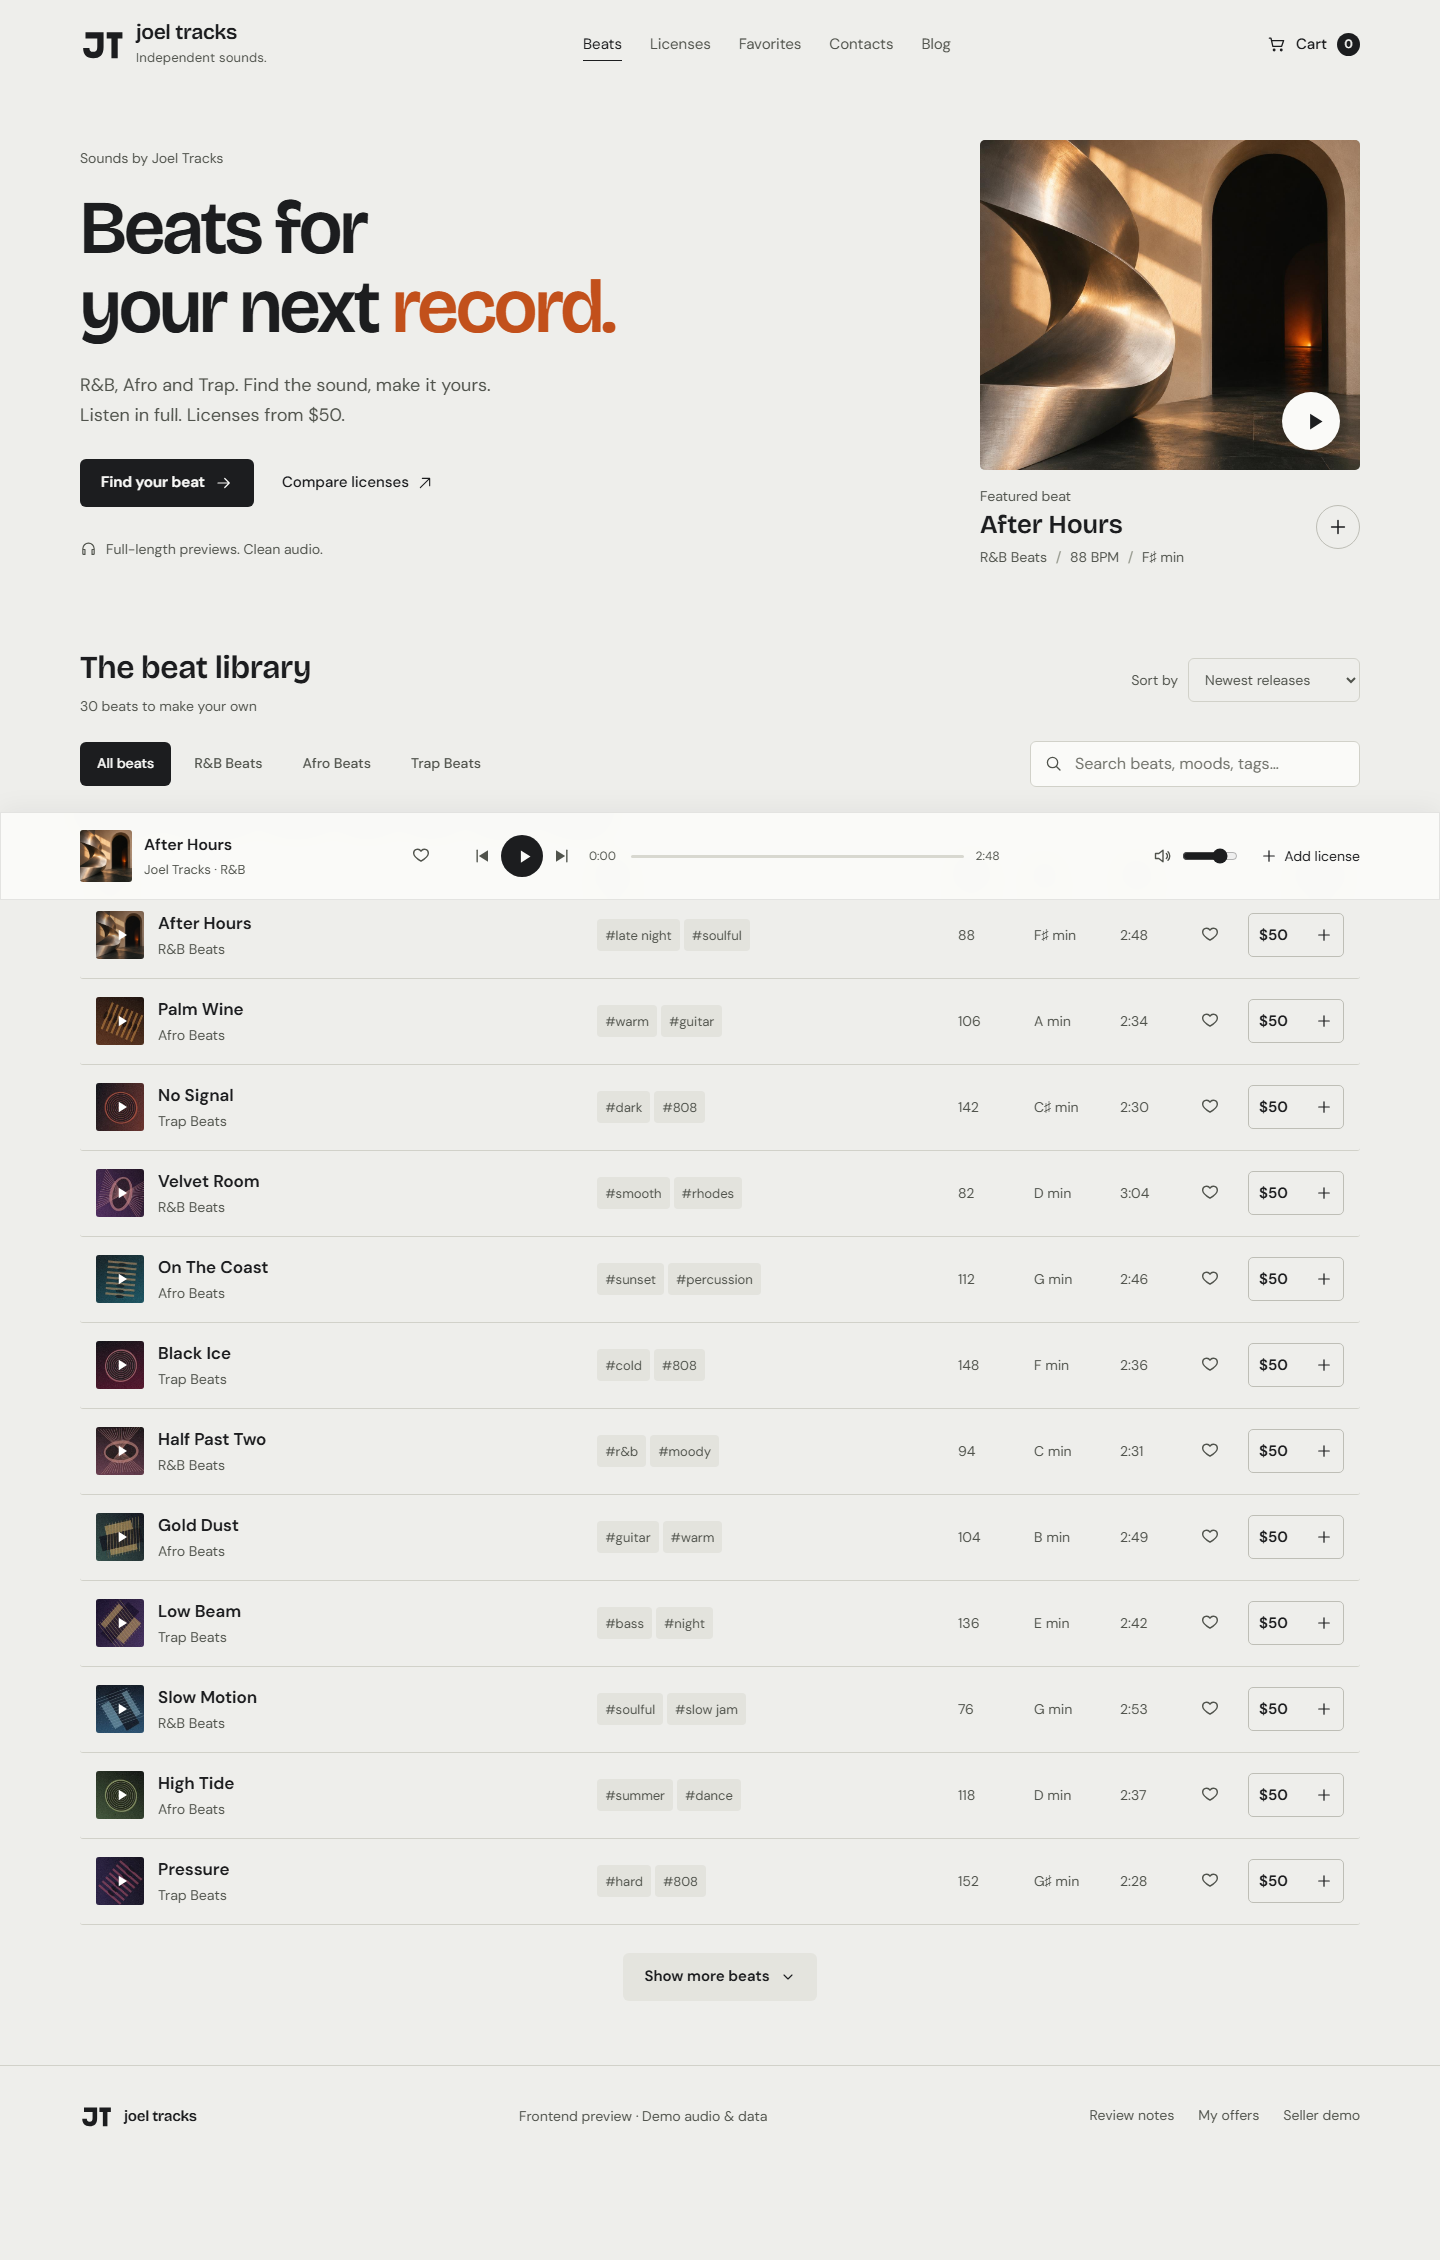 JT joel tracks
Independent sounds.
Beats Licenses Favorites Contacts Blog
Cart 0
Sounds by Joel Tracks
Beats for
your next record.
R&B, Afro and Trap. Find the sound, make it yours.
Listen in full. Licenses from $50.
Find your beat → Compare licenses ↗
Full-length previews. Clean audio.
Featured beat
After Hours
R&B Beats / 88 BPM / F♯ min
The beat library
30 beats to make your own
Sort by Newest releases
All beats R&B Beats Afro Beats Trap Beats
Search beats, moods, tags...
After Hours
Joel Tracks · R&B
0:00 2:48
+ Add license
After Hours
R&B Beats
#late night #soulful 88 F♯ min 2:48 $50 +
Palm Wine
Afro Beats
#warm #guitar 106 A min 2:34 $50 +
No Signal
Trap Beats
#dark #808 142 C♯ min 2:30 $50 +
Velvet Room
R&B Beats
#smooth #rhodes 82 D min 3:04 $50 +
On The Coast
Afro Beats
#sunset #percussion 112 G min 2:46 $50 +
Black Ice
Trap Beats
#cold #808 148 F min 2:36 $50 +
Half Past Two
R&B Beats
#r&b #moody 94 C min 2:31 $50 +
Gold Dust
Afro Beats
#guitar #warm 104 B min 2:49 $50 +
Low Beam
Trap Beats
#bass #night 136 E min 2:42 $50 +
Slow Motion
R&B Beats
#soulful #slow jam 76 G min 2:53 $50 +
High Tide
Afro Beats
#summer #dance 118 D min 2:37 $50 +
Pressure
Trap Beats
#hard #808 152 G♯ min 2:28 $50 +
Show more beats
JT joel tracks
Frontend preview · Demo audio & data
Review notes My offers Seller demo